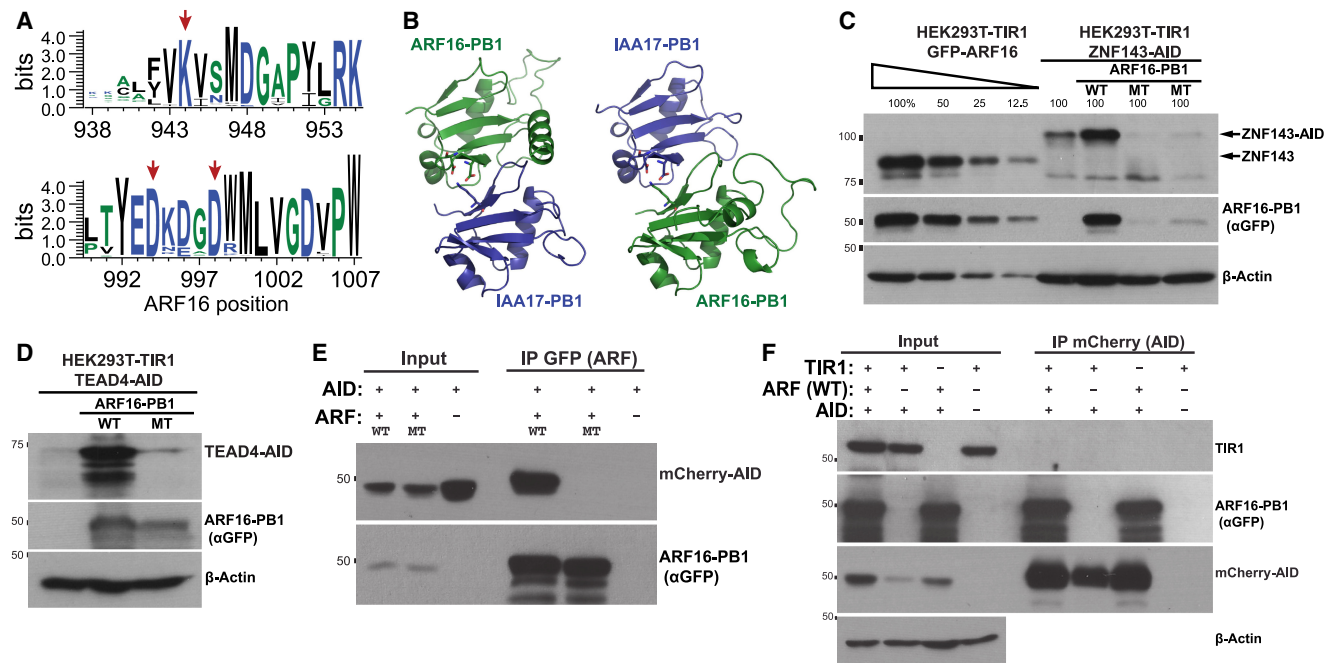 A
bits
4.0
3.0
2.0
1.0
0.0
FVKVSMDGAPYLRK
938 943 948 953
bits
4.0
3.0
2.0
1.0
0.0
LTYEDKDGDWMLVGDVPW
992 997 1002 1007
ARF16 position
B
ARF16-PB1
IAA17-PB1
IAA17-PB1
ARF16-PB1
C
HEK293T-TIR1
GFP-ARF16
HEK293T-TIR1
ZNF143-AID
ARF16-PB1
WT MT MT
100% 50 25 12.5 100 100 100 100
100
75
ZNF143-AID
ZNF143
50
ARF16-PB1
(αGFP)
50
β-Actin
D
HEK293T-TIR1
TEAD4-AID
ARF16-PB1
WT MT
75
TEAD4-AID
50
ARF16-PB1
(αGFP)
50
β-Actin
E
Input IP GFP (ARF)
AID: + + + + + +
ARF: + + – + + –
WT MT WT MT
50
mCherry-AID
50
ARF16-PB1
(αGFP)
F
Input IP mCherry (AID)
TIR1: + + – + + + – +
ARF (WT) : + – + – + – + –
AID: + + + – + + + –
50
TIR1
50
ARF16-PB1
(αGFP)
50
mCherry-AID
50
β-Actin